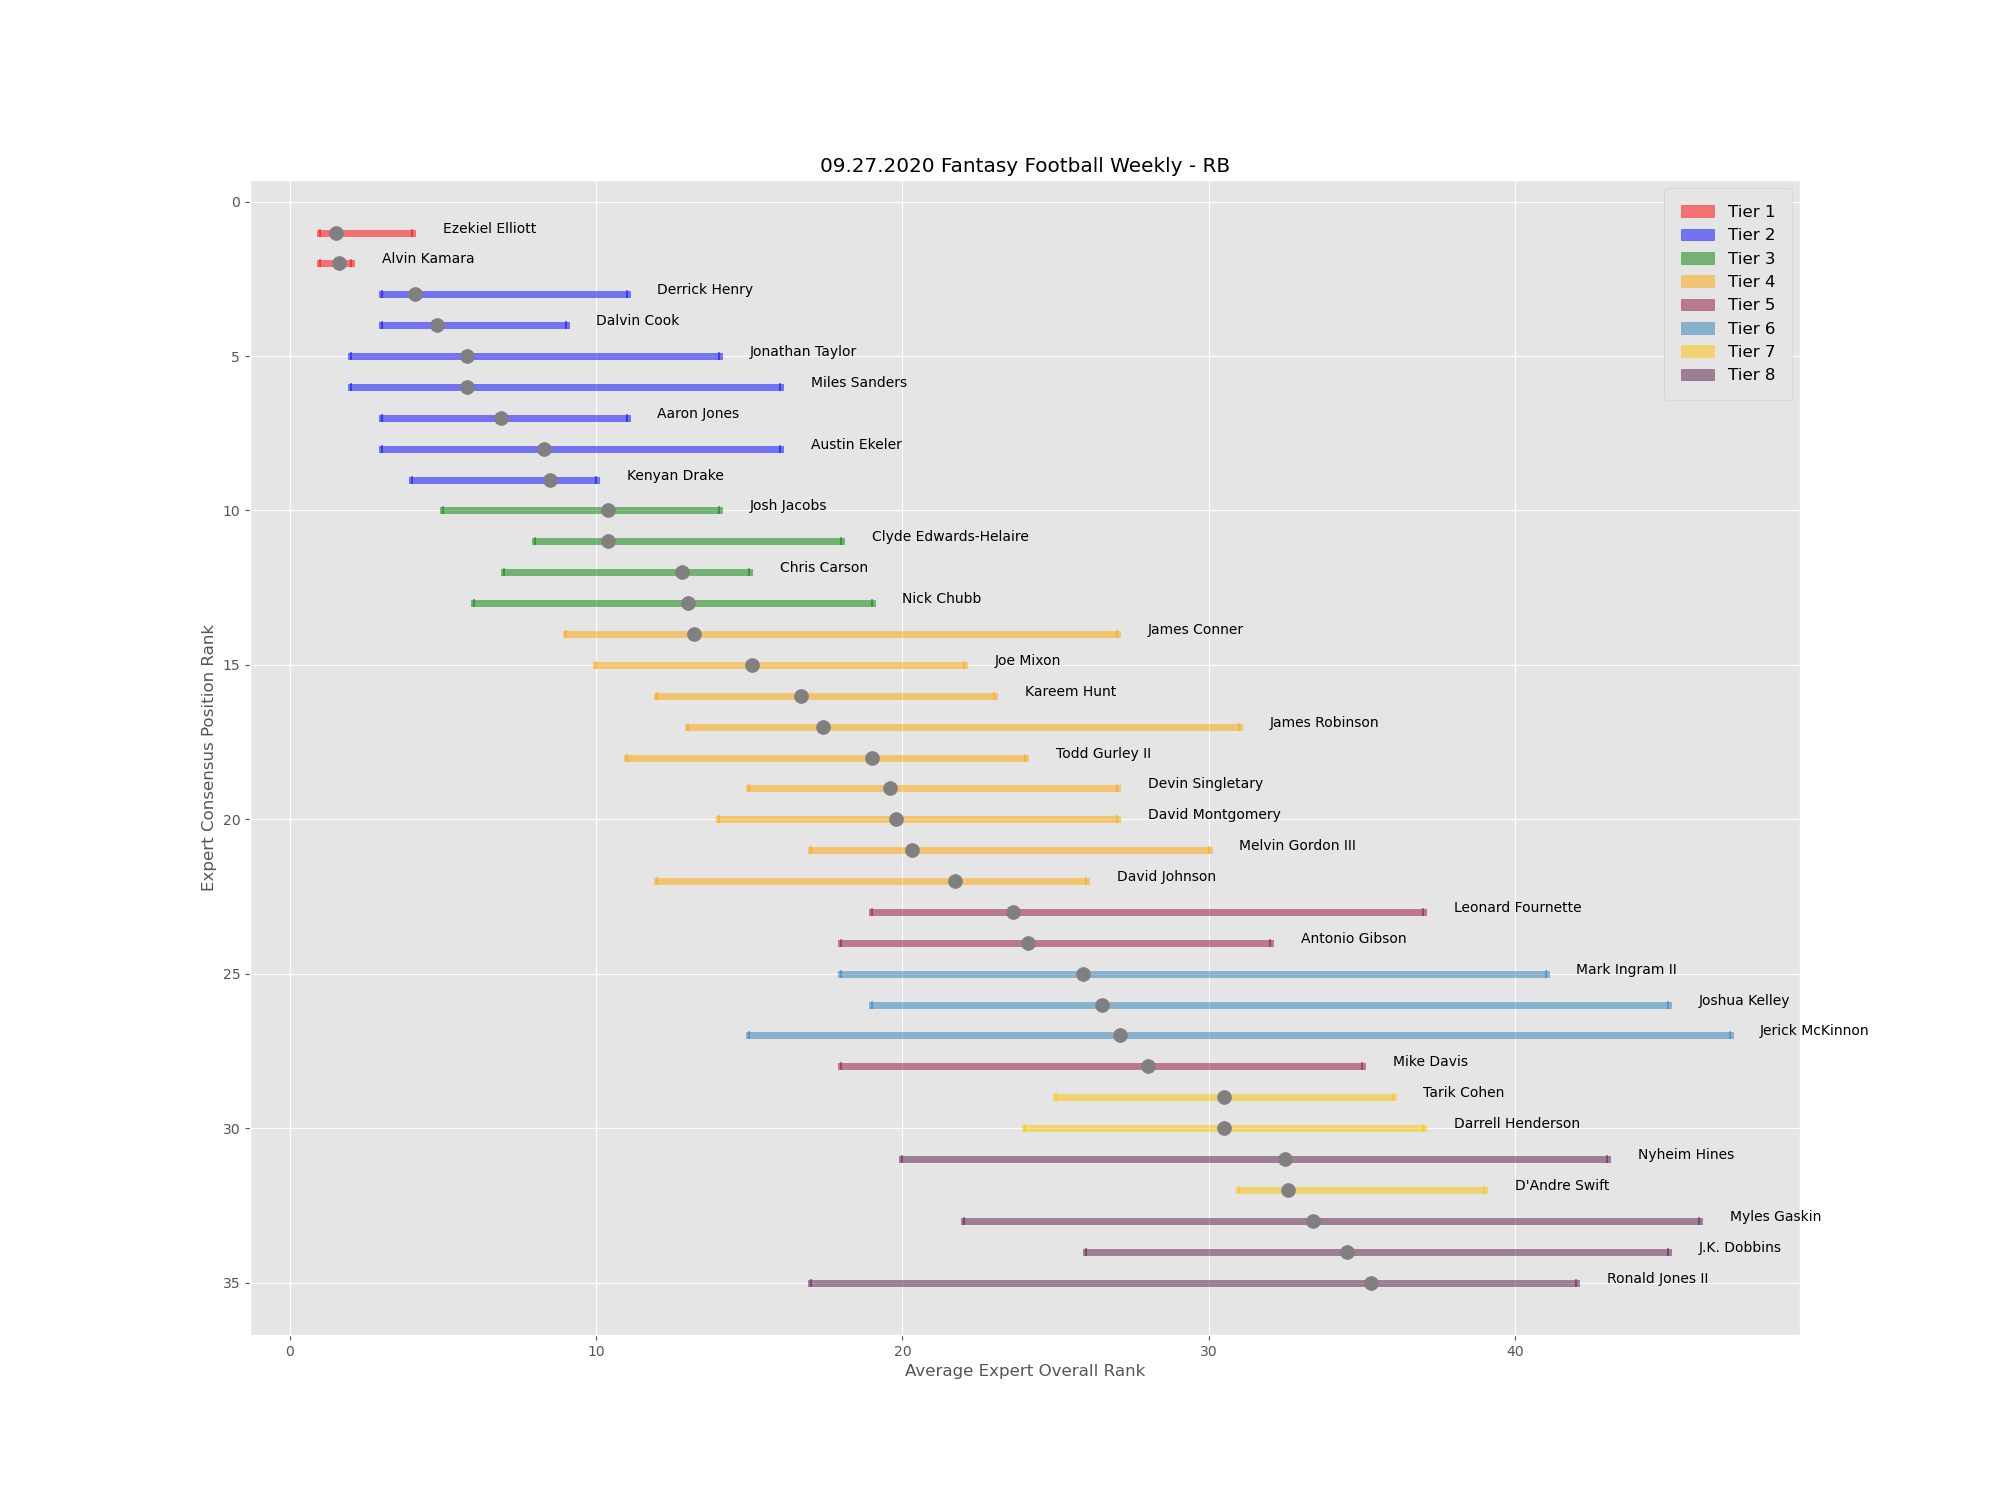 09.27.2020 Fantasy Football Weekly - RB
Tier 1
Tier 2
Tier 3
Tier 4
Tier 5
Tier 6
Tier 7
Tier 8
Expert Consensus Position Rank
0
5
10
15
20
25
30
35
Ezekiel Elliott
Alvin Kamara
Derrick Henry
Dalvin Cook
Jonathan Taylor
Miles Sanders
Aaron Jones
Austin Ekeler
Kenyan Drake
Josh Jacobs
Clyde Edwards-Helaire
Chris Carson
Nick Chubb
James Conner
Joe Mixon
Kareem Hunt
James Robinson
Todd Gurley II
Devin Singletary
David Montgomery
Melvin Gordon III
David Johnson
Leonard Fournette
Antonio Gibson
Mark Ingram II
Joshua Kelley
Jerick McKinnon
Mike Davis
Tarik Cohen
Darrell Henderson
Nyheim Hines
D'Andre Swift
Myles Gaskin
J.K. Dobbins
Ronald Jones II
0 10 20 30 40
Average Expert Overall Rank